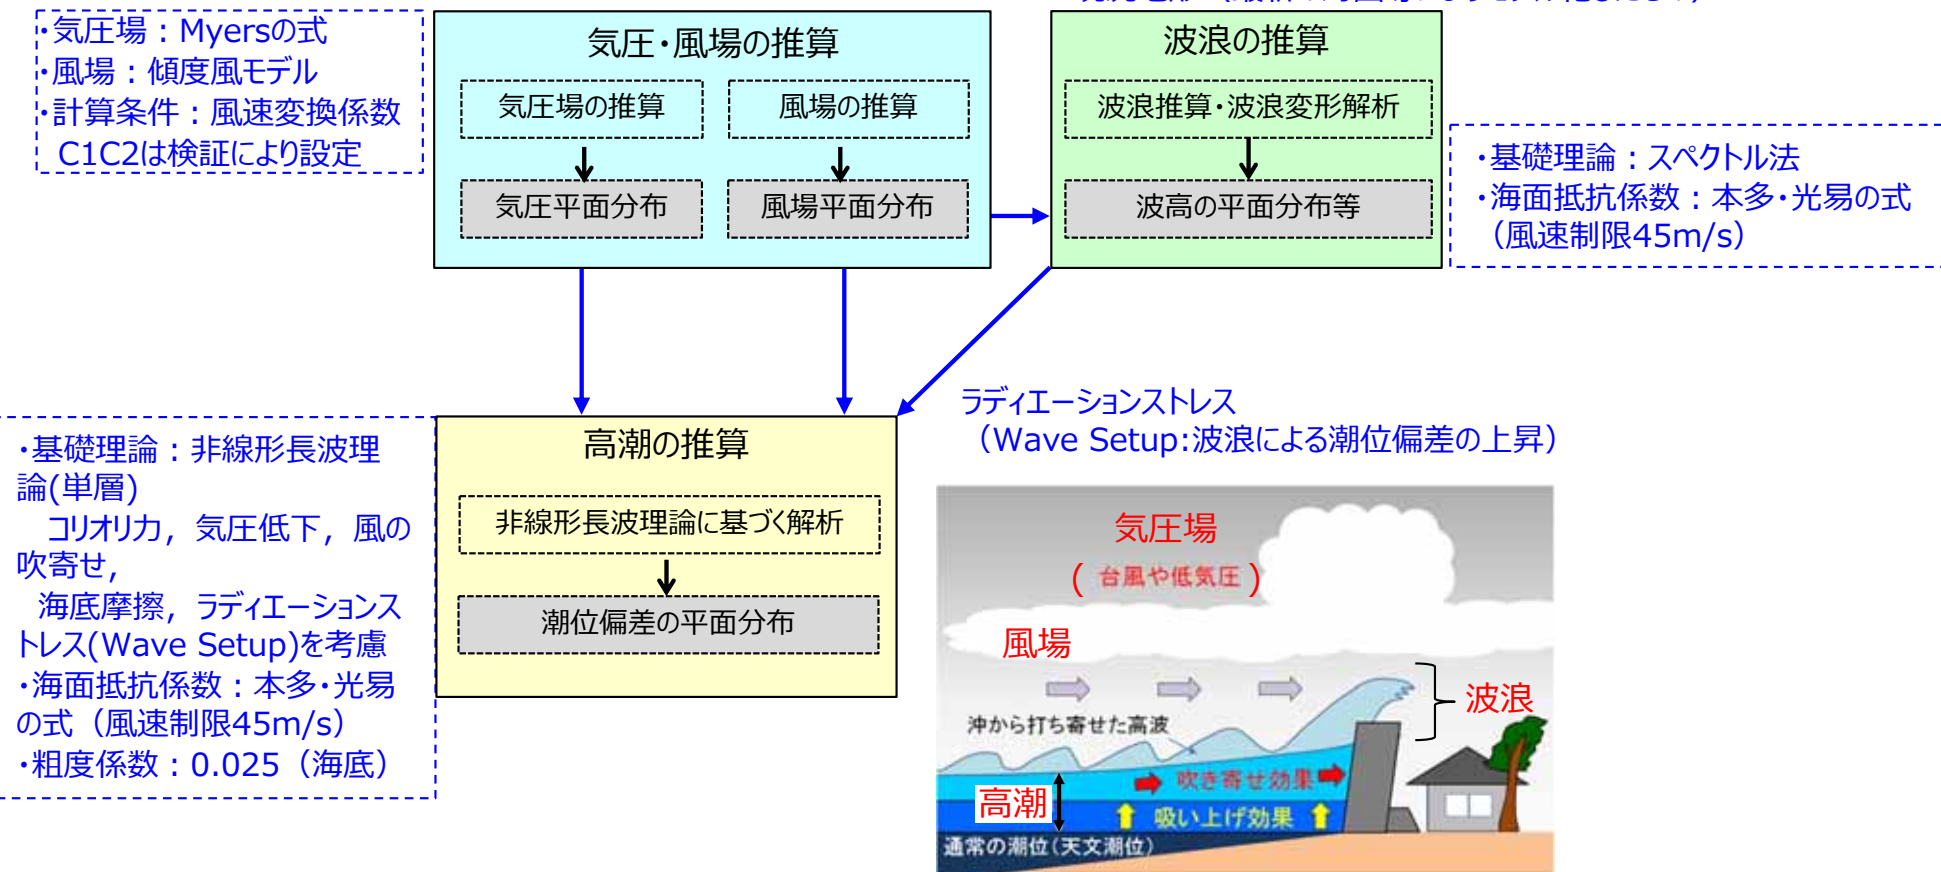 ・気圧場：Myersの式
・風場：傾度風モデル
・計算条件：風速変換係数
C1C2は検証により設定
気圧・風場の推算
気圧場の推算
風場の推算
気圧平面分布
風場平面分布
波浪の推算
波浪推算・波浪変形解析
波高の平面分布等
・基礎理論：スペクトル法
・海面抵抗係数：本多・光易の式
（風速制限45m/s）
・基礎理論：非線形長波理
論(単層)
コリオリ力，気圧低下，風の
吹寄せ，
海底摩擦，ラディエーションス
トレス(Wave Setup)を考慮
・海面抵抗係数：本多・光易
の式（風速制限45m/s）
・粗度係数：0.025（海底）
高潮の推算
非線形長波理論に基づく解析
潮位偏差の平面分布
ラディエーションストレス
（Wave Setup:波浪による潮位偏差の上昇）
気圧場
(台風や低気圧)
風場
波浪
沖から打ち寄せた高波
吹き寄せ効果
高潮
吸い上げ効果
通常の潮位(天文潮位)